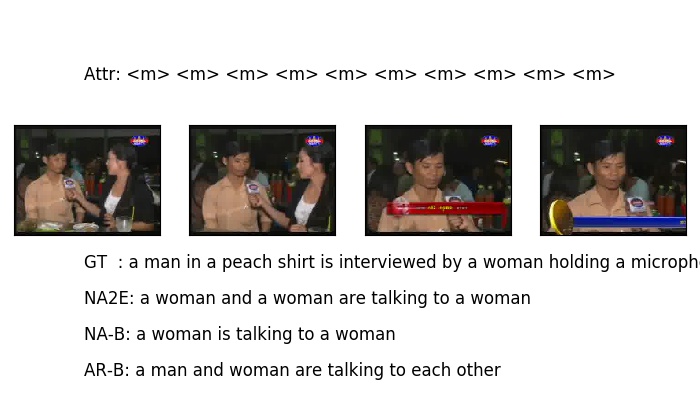 Attr: <m> <m> <m> <m> <m> <m> <m> <m> <m> <m>
GT : a man in a peach shirt is interviewed by a woman holding a microph
NA2E: a woman and a woman are talking to a woman
NA-B: a woman is talking to a woman
AR-B: a man and woman are talking to each other